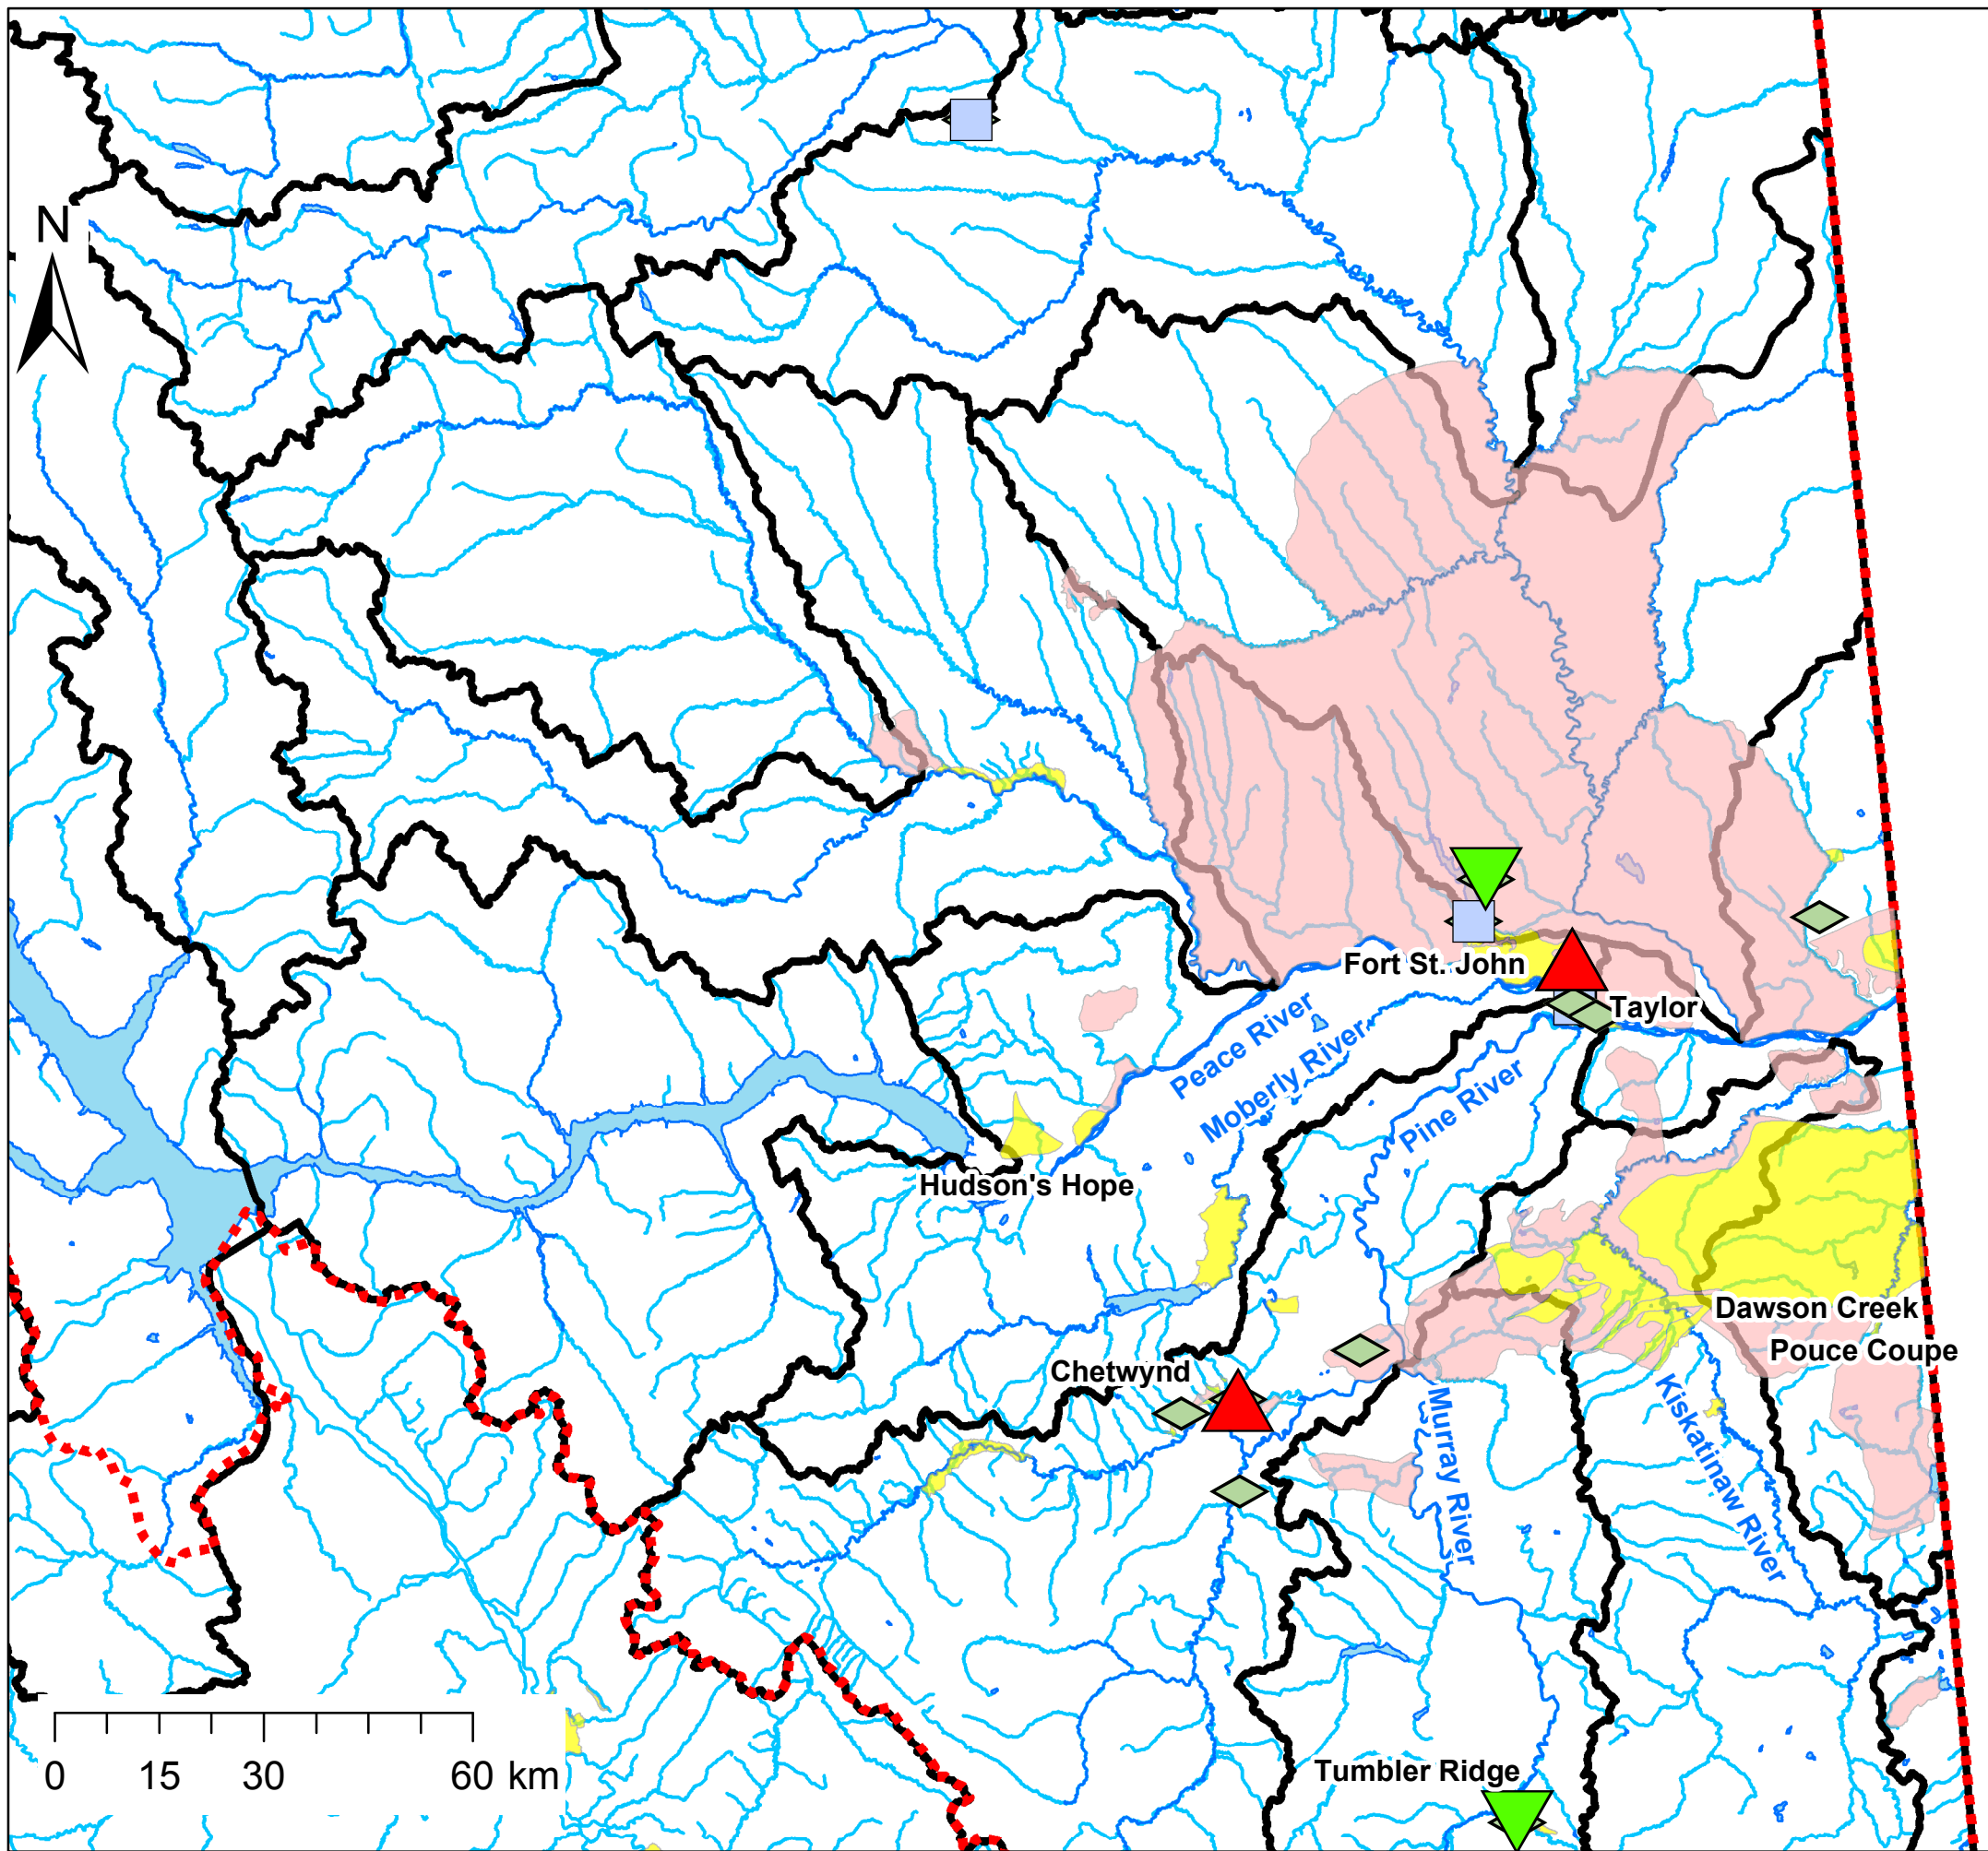 N
Fort St. John
Taylor
Peace River
Moberly River
Pine River
Hudson's Hope
Dawson Creek
Pouce Coupe
Chetwynd
Murray River
Kiskatinaw River
Tumbler Ridge
0 15 30 60 km